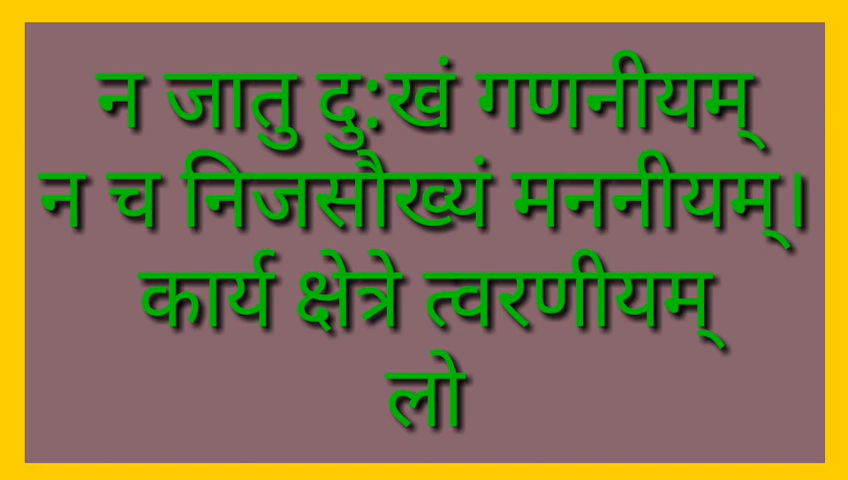 न जातु दु:खं गणनीयम्
न च निजसौख्यं मननीयम्।
कार्य क्षेत्रे त्वरणीयम्
लो